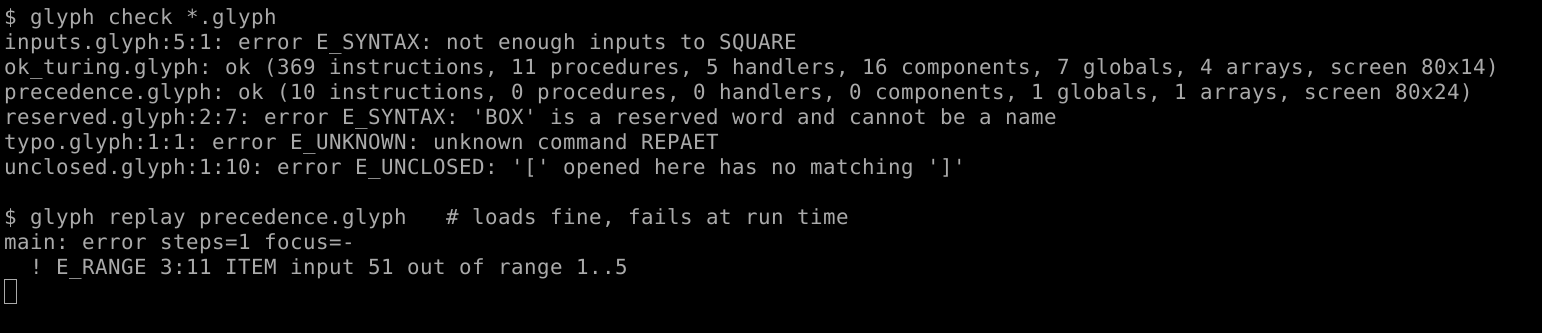 $ glyph check *.glyph
inputs.glyph:5:1: error E_SYNTAX: not enough inputs to SQUARE
ok_turing.glyph: ok (369 instructions, 11 procedures, 5 handlers, 16 components, 7 globals, 4 arrays, screen 80x14)
precedence.glyph: ok (10 instructions, 0 procedures, 0 handlers, 0 components, 1 globals, 1 arrays, screen 80x24)
reserved.glyph:2:7: error E_SYNTAX: 'BOX' is a reserved word and cannot be a name
typo.glyph:1:1: error E_UNKNOWN: unknown command REPAET
unclosed.glyph:1:10: error E_UNCLOSED: '[' opened here has no matching ']'
$ glyph replay precedence.glyph   # loads fine, fails at run time
main: error steps=1 focus=-
  ! E_RANGE 3:11 ITEM input 51 out of range 1..5